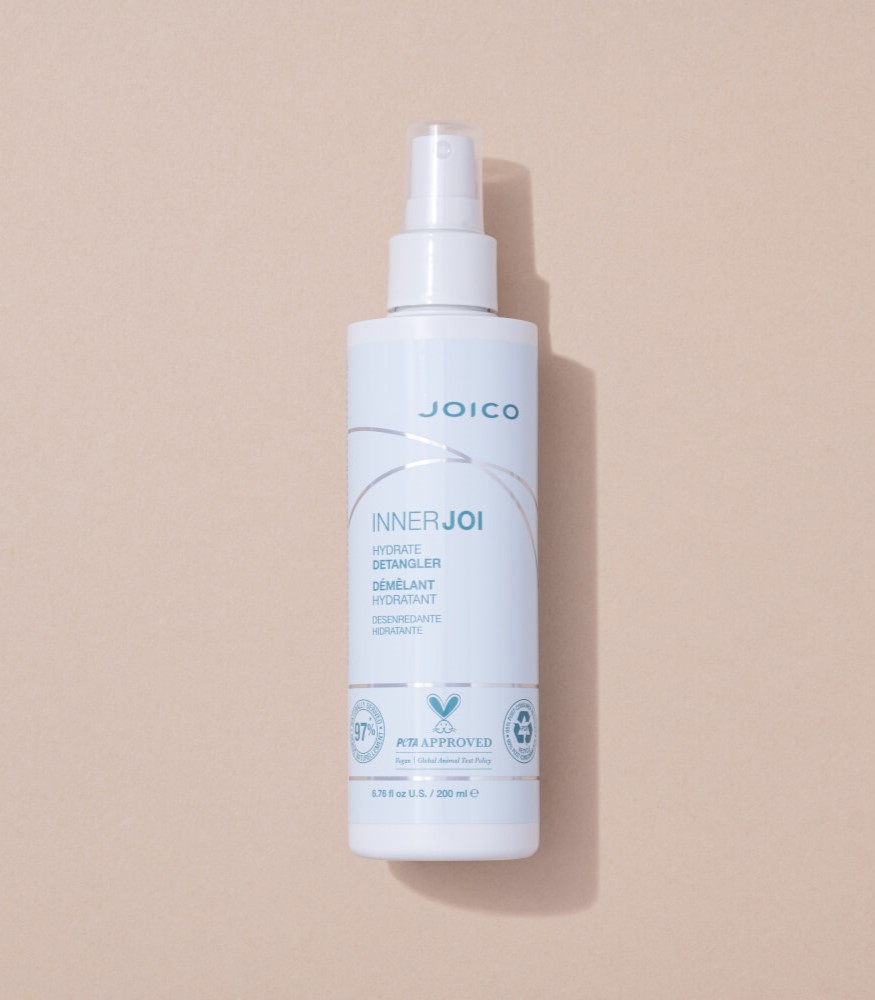 JOICO
INNERJOI
HYDRATE
DETANGLER
DÉMÊLANT
HYDRATANT
DESENREDANTE
HIDRATANTE
97%
PETA APPROVED
Vegan | Global Animal Test Policy
6.76 fl oz U.S. / 200 ml ℮